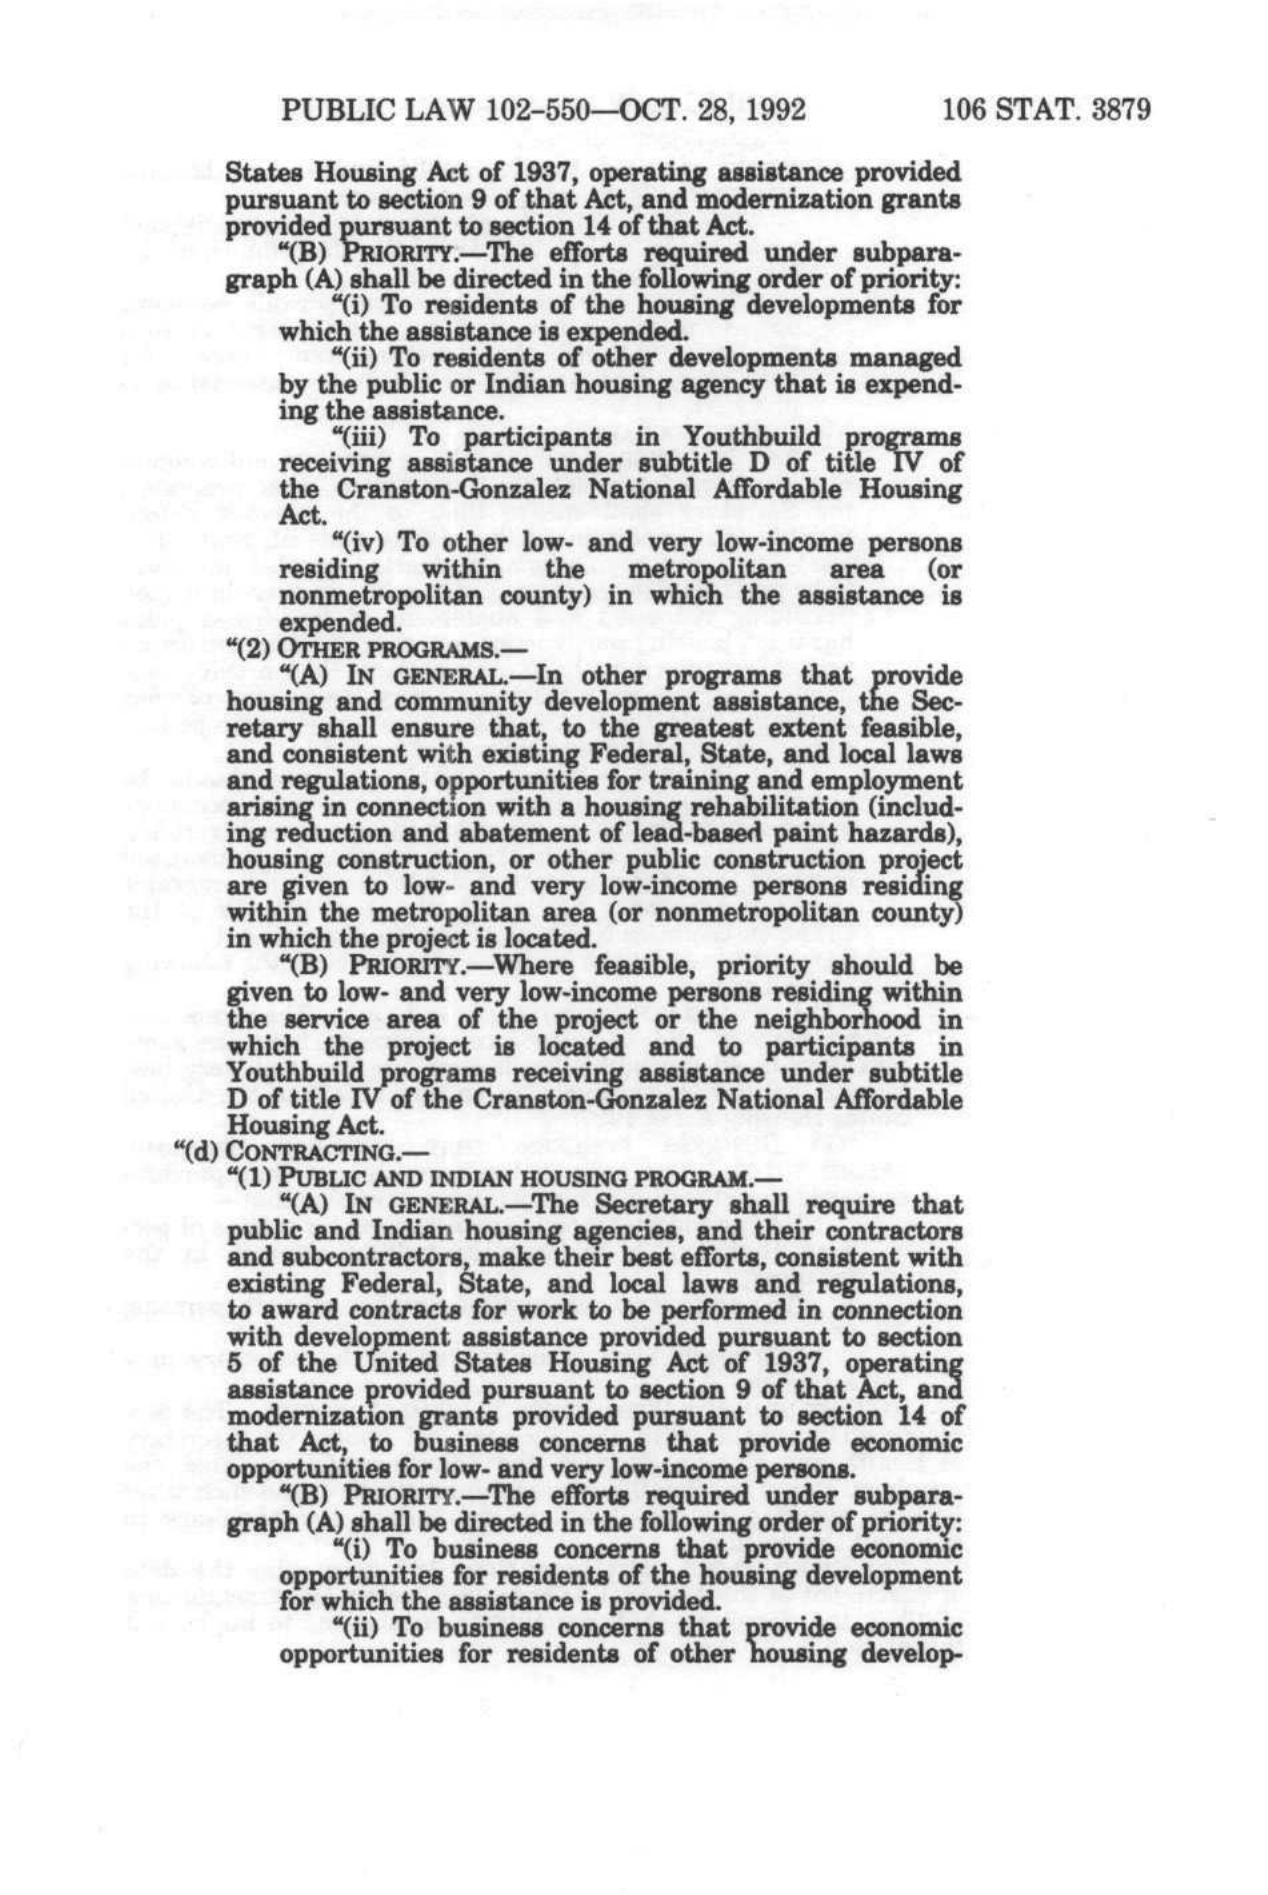 PUBLIC LAW 102–550—OCT. 28, 1992 106 STAT. 3879
States Housing Act of 1937, operating assistance provided
pursuant to section 9 of that Act, and modernization grants
provided pursuant to section 14 of that Act.
“(B) PRIORITY.—The efforts required under subpara-
graph (A) shall be directed in the following order of priority:
“(i) To residents of the housing developments for
which the assistance is expended.
“(ii) To residents of other developments managed
by the public or Indian housing agency that is expend-
ing the assistance.
“(iii) To participants in Youthbuild programs
receiving assistance under subtitle D of title IV of
the Cranston-Gonzalez National Affordable Housing
Act.
“(iv) To other low- and very low-income persons
residing within the metropolitan area (or
nonmetropolitan county) in which the assistance is
expended.
“(2) OTHER PROGRAMS.—
“(A) IN GENERAL.—In other programs that provide
housing and community development assistance, the Sec-
retary shall ensure that, to the greatest extent feasible,
and consistent with existing Federal, State, and local laws
and regulations, opportunities for training and employment
arising in connection with a housing rehabilitation (includ-
ing reduction and abatement of lead-based paint hazards),
housing construction, or other public construction project
are given to low- and very low-income persons residing
within the metropolitan area (or nonmetropolitan county)
in which the project is located.
“(B) PRIORITY.—Where feasible, priority should be
given to low- and very low-income persons residing within
the service area of the project or the neighborhood in
which the project is located and to participants in
Youthbuild programs receiving assistance under subtitle
D of title IV of the Cranston-Gonzalez National Affordable
Housing Act.
“(d) CONTRACTING.—
“(1) PUBLIC AND INDIAN HOUSING PROGRAM.—
“(A) IN GENERAL.—The Secretary shall require that
public and Indian housing agencies, and their contractors
and subcontractors, make their best efforts, consistent with
existing Federal, State, and local laws and regulations,
to award contracts for work to be performed in connection
with development assistance provided pursuant to section
5 of the United States Housing Act of 1937, operating
assistance provided pursuant to section 9 of that Act, and
modernization grants provided pursuant to section 14 of
that Act, to business concerns that provide economic
opportunities for low- and very low-income persons.
“(B) PRIORITY.—The efforts required under subpara-
graph (A) shall be directed in the following order of priority:
“(i) To business concerns that provide economic
opportunities for residents of the housing development
for which the assistance is provided.
“(ii) To business concerns that provide economic
opportunities for residents of other housing develop-